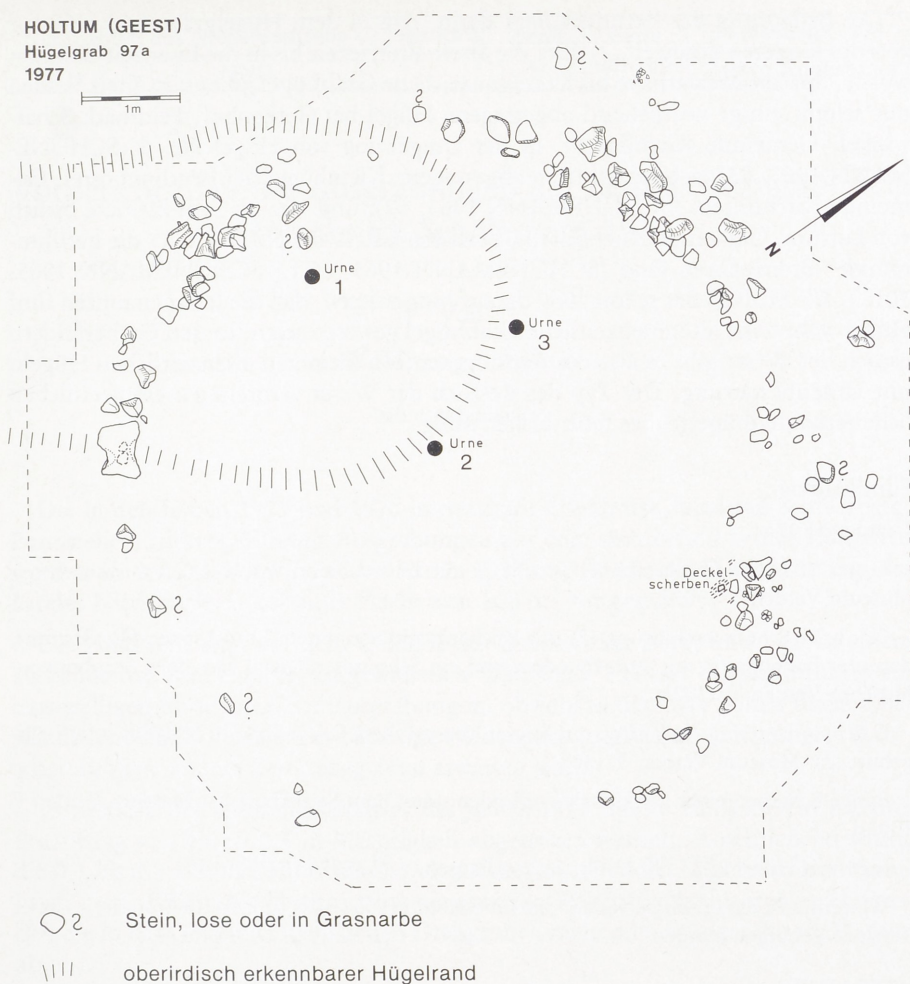 HOLTUM (GEEST)
Hügelgrab 97a
1977
1m
?
?
N
?
Urne
1
Urne
3
Urne
2
?
Deckel-
scherben
?
?
? Stein, lose oder in Grasnarbe
oberirdisch erkennbarer Hügelrand